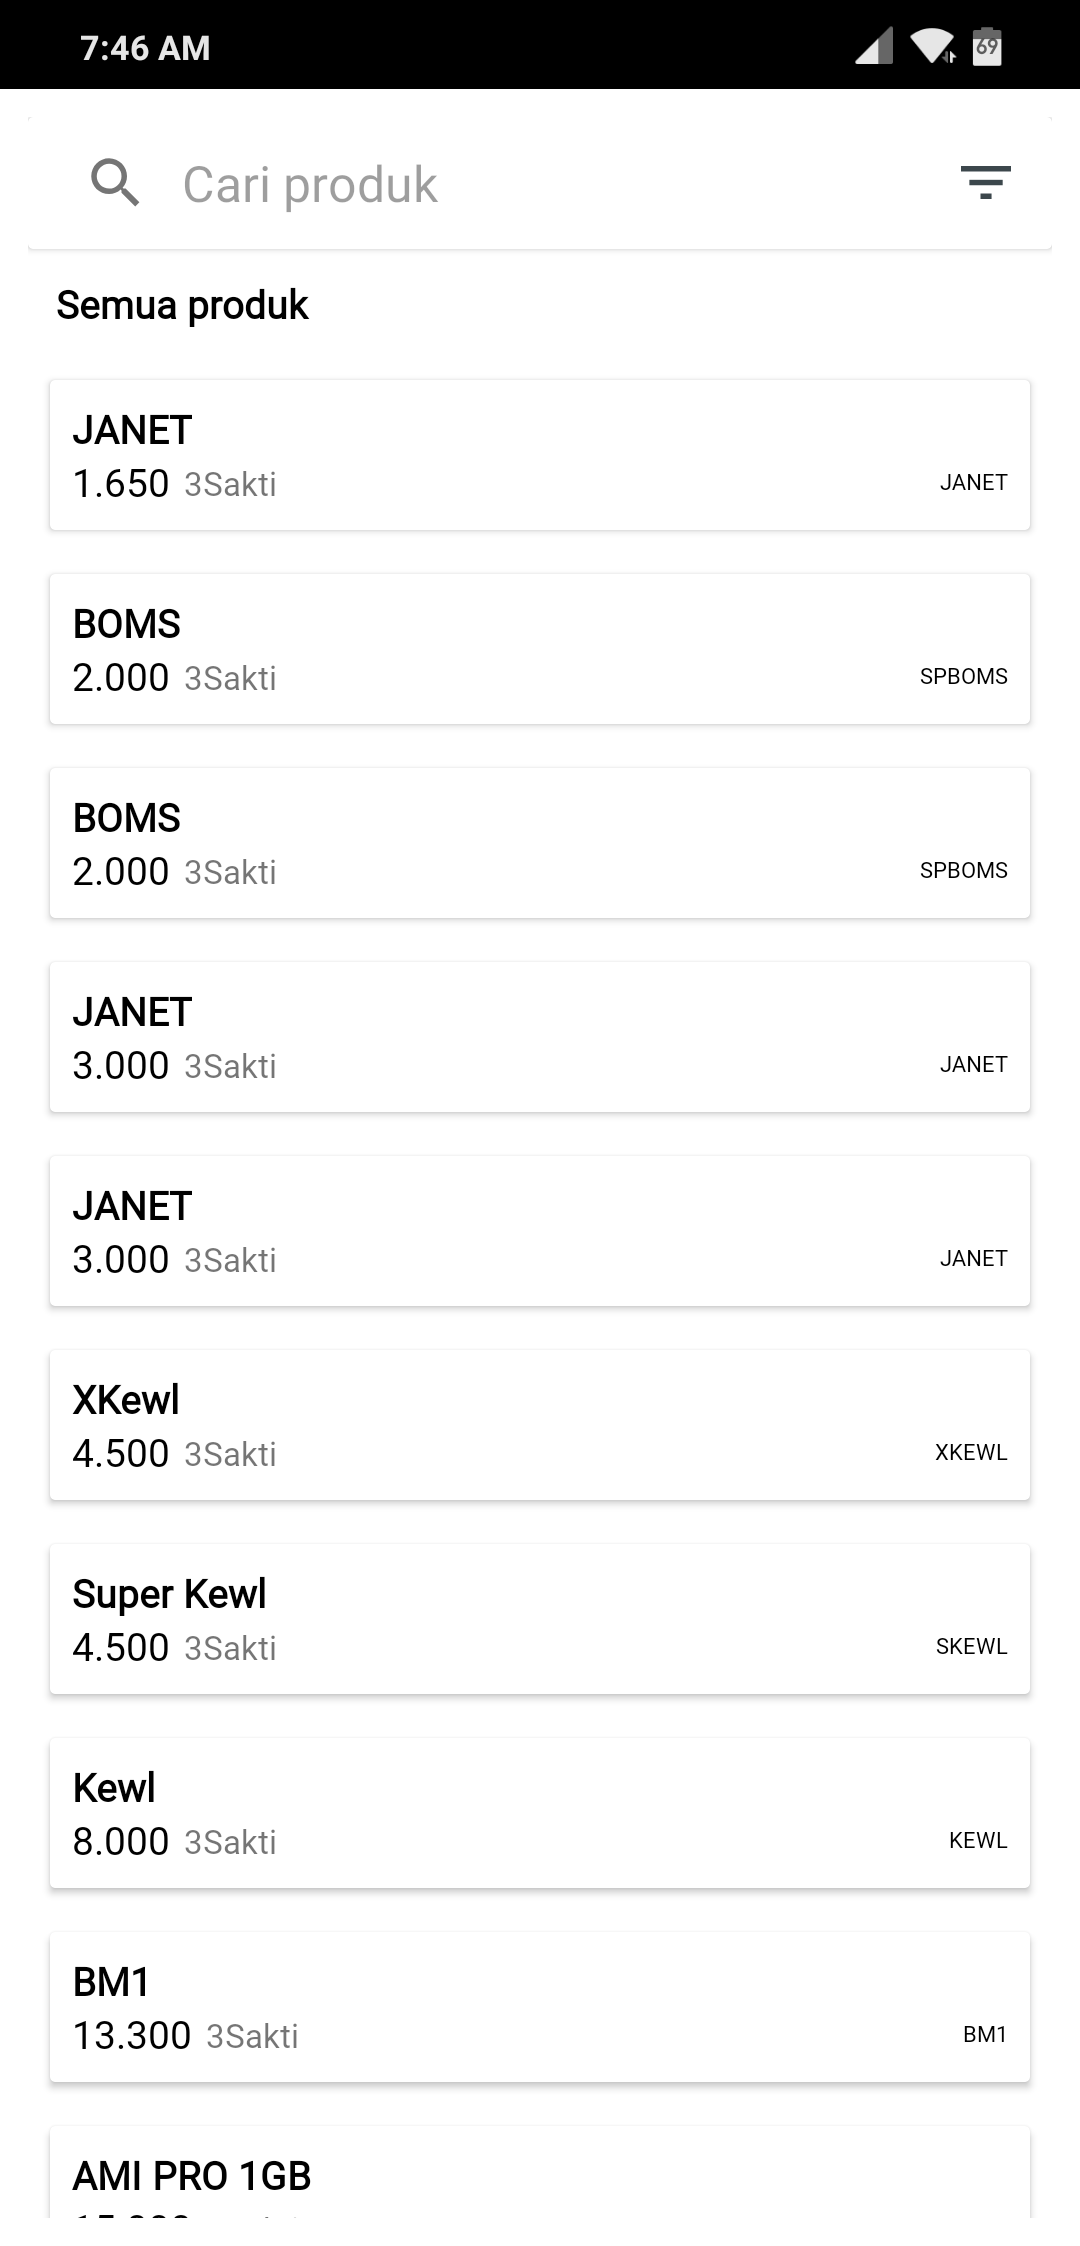 7:46 AM
69
Cari produk
Semua produk
JANET
1.650 3Sakti
JANET
BOMS
2.000 3Sakti
SPBOMS
BOMS
2.000 3Sakti
SPBOMS
JANET
3.000 3Sakti
JANET
JANET
3.000 3Sakti
JANET
XKewl
4.500 3Sakti
XKEWL
Super Kewl
4.500 3Sakti
SKEWL
Kewl
8.000 3Sakti
KEWL
BM1
13.300 3Sakti
BM1
AMI PRO 1GB